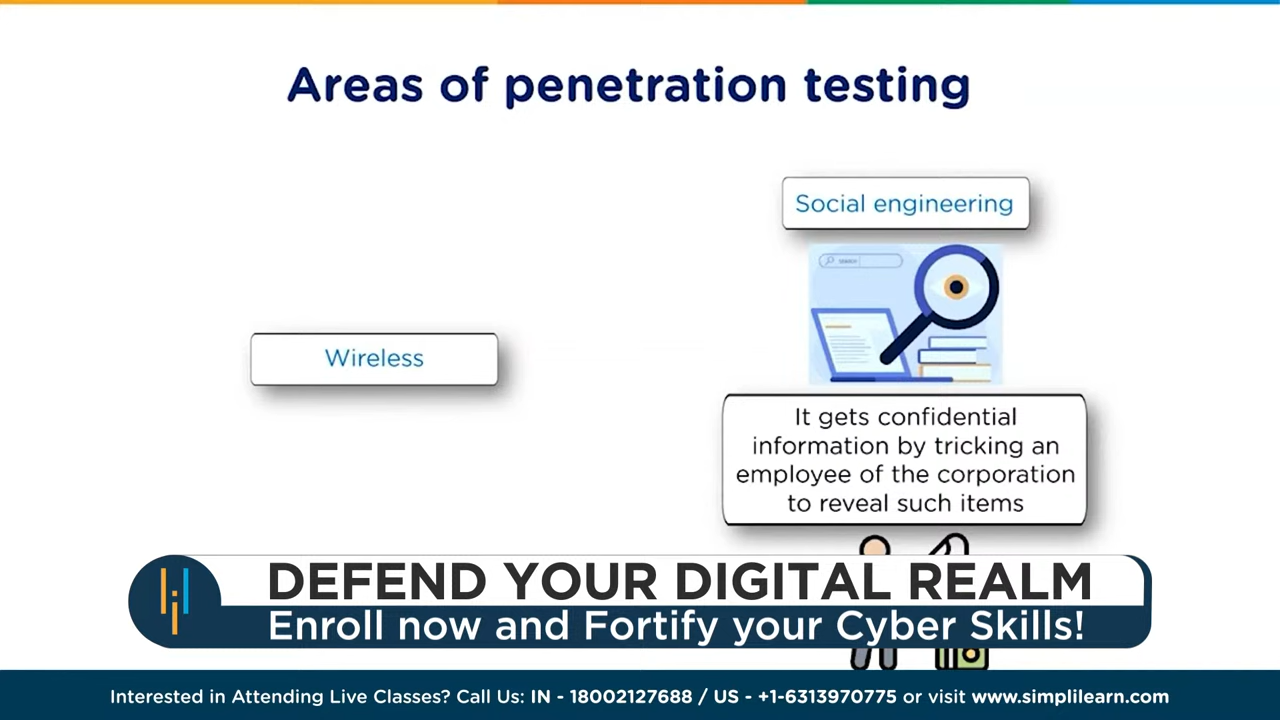 Areas of penetration testing
Social engineering
SEARCH
Wireless
It gets confidential
information by tricking an
employee of the corporation
to reveal such items
DEFEND YOUR DIGITAL REALM
Enroll now and Fortify your Cyber Skills!
Interested in Attending Live Classes? Call Us: IN - 18002127688 / US - +1-6313970775 or visit www.simplilearn.com